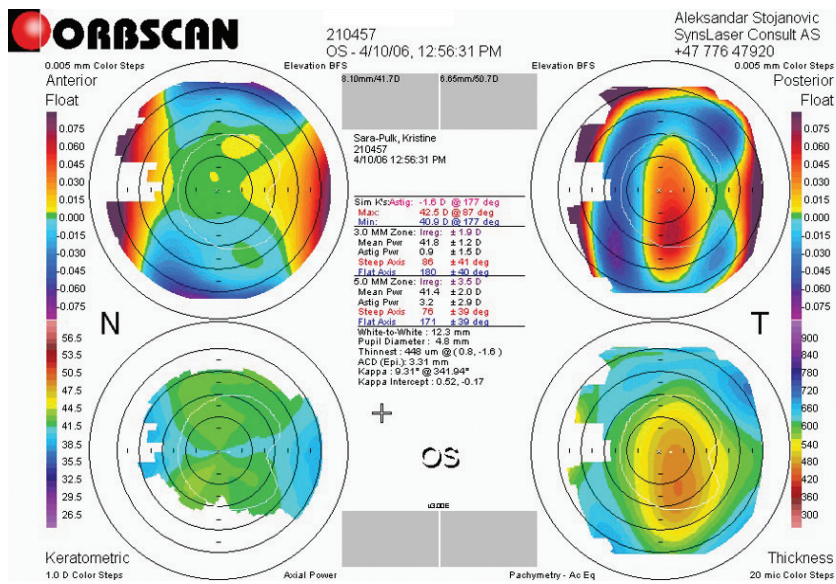 ORBSCAN
210457
OS - 4/10/06, 12:56:31 PM
Aleksandar Stojanovic
SynsLaser Consult AS
+47 776 47920
0.005 mm Color Steps
Elevation BFS
Elevation BFS
0.005 mm Color Steps
Anterior
Float
8.10mm/41.7D
6.65mm/50.7D
Posterior
Float
0.075
0.060
0.045
0.030
0.015
0.000
-0.015
-0.030
-0.045
-0.060
-0.075
Sara-Pulk, Kristine
210457
4/10/06 12:56:31 PM
Sim K's:Astig: -1.6 D @ 177 deg
Max: 42.5 D @ 87 deg
Min: 40.9 D @ 177 deg
3.0 MM Zone: Irreg: ± 1.9 D
Mean Pwr 41.8 ± 1.2 D
Astig Pwr 0.9 ± 1.5 D
Steep Axis 86 ± 41 deg
Flat Axis 180 ± 40 deg
5.0 MM Zone: Irreg: ± 3.5 D
Mean Pwr 41.4 ± 2.0 D
Astig Pwr 3.2 ± 2.9 D
Steep Axis 76 ± 39 deg
Flat Axis 171 ± 39 deg
White-to-White : 12.3 mm
Pupil Diameter : 4.8 mm
Thinnest : 448 um @ ( 0.8, -1.6 )
ACD (Epi.): 3.31 mm
Kappa : 9.31° @ 341.94°
Kappa Intercept : 0.52, -0.17
0.075
0.060
0.045
0.030
0.015
0.000
-0.015
-0.030
-0.045
-0.060
-0.075
N
T
56.5
53.5
50.5
47.5
44.5
41.5
38.5
35.5
32.5
29.5
26.5
OS
900
840
780
720
660
600
540
480
420
360
300
Keratometric
1.0 D Color Steps
Axial Power
Pachymetry - Ac Eq
Thickness
20 mic Color Steps